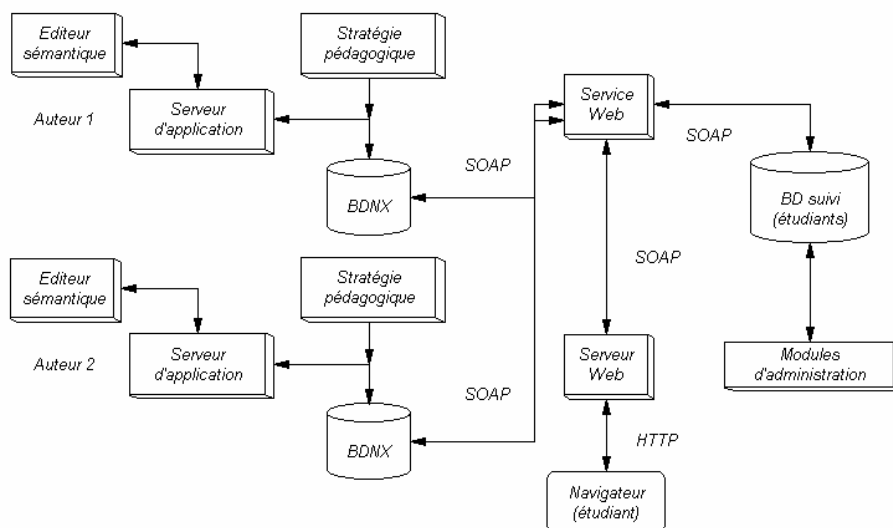 Editeur
sémantique
Stratégie
pédagogique
Auteur 1
Serveur
d'application
Service
Web
SOAP
SOAP
BDNX
BD suivi
(étudiants)
SOAP
Editeur
sémantique
Stratégie
pédagogique
Auteur 2
Serveur
d'application
Serveur
Web
Modules
d'administration
SOAP
BDNX
HTTP
Navigateur
(étudiant)